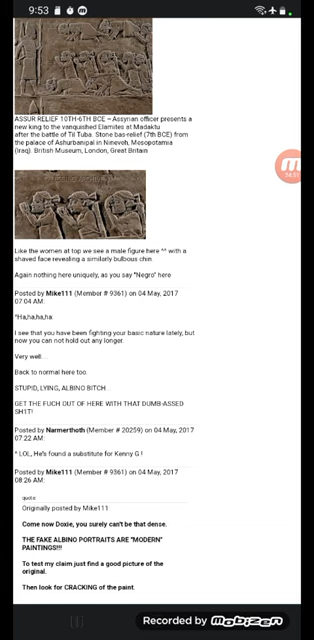 9:53
ASSUR RELIEF 10TH-6TH BCE – Assyrian officer presents a
new king to the vanquished Elamites at Madaktu
after the battle of Til Tuba. Stone bas-relief (7th BCE) from
the palace of Ashurbanipal in Nineveh, Mesopotamia
(Iraq). British Museum, London, Great Britain
Like the women at top we see a male figure here ^^ with a
shaved face revealing a similarly bulbous chin
Again nothing here uniquely, as you say "Negro" here
Posted by Mike111 (Member # 9361) on 04 May, 2017
07:04 AM:
^Ha,ha,ha,ha:
I see that you have been fighting your basic nature lately, but
now you can not hold out any longer.
Very well...
Back to normal here too.
STUPID, LYING, ALBINO BITCH...
GET THE FUCH OUT OF HERE WITH THAT DUMB-ASSED
SH1T!
Posted by Narmerthoth (Member # 20259) on 04 May, 2017
07:22 AM:
^ LOL, He's found a substitute for Kenny G !
Posted by Mike111 (Member # 9361) on 04 May, 2017
08:26 AM:
quote:
Originally posted by Mike111:
Come now Doxie, you surely can't be that dense.
THE FAKE ALBINO PORTRAITS ARE "MODERN"
PAINTINGS!!!
To test my claim just find a good picture of the
original.
Then look for CRACKING of the paint.
Recorded by mobizen